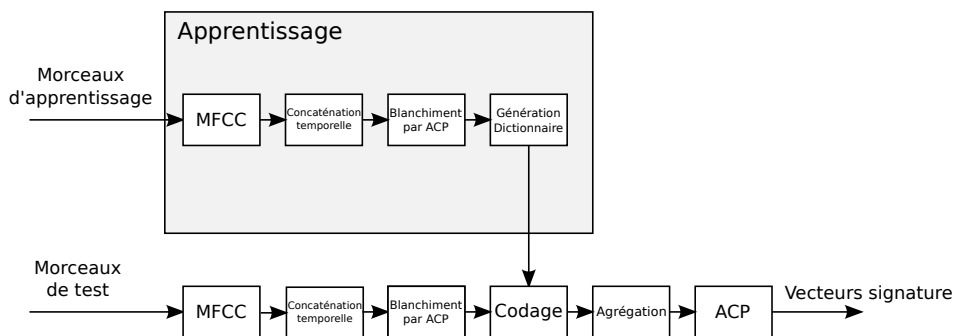 Apprentissage
Morceaux
d'apprentissage
MFCC
Concaténation
temporelle
Blanchiment
par ACP
Génération
Dictionnaire
Morceaux
de test
MFCC
Concaténation
temporelle
Blanchiment
par ACP
Codage
Agrégation
ACP
Vecteurs signature